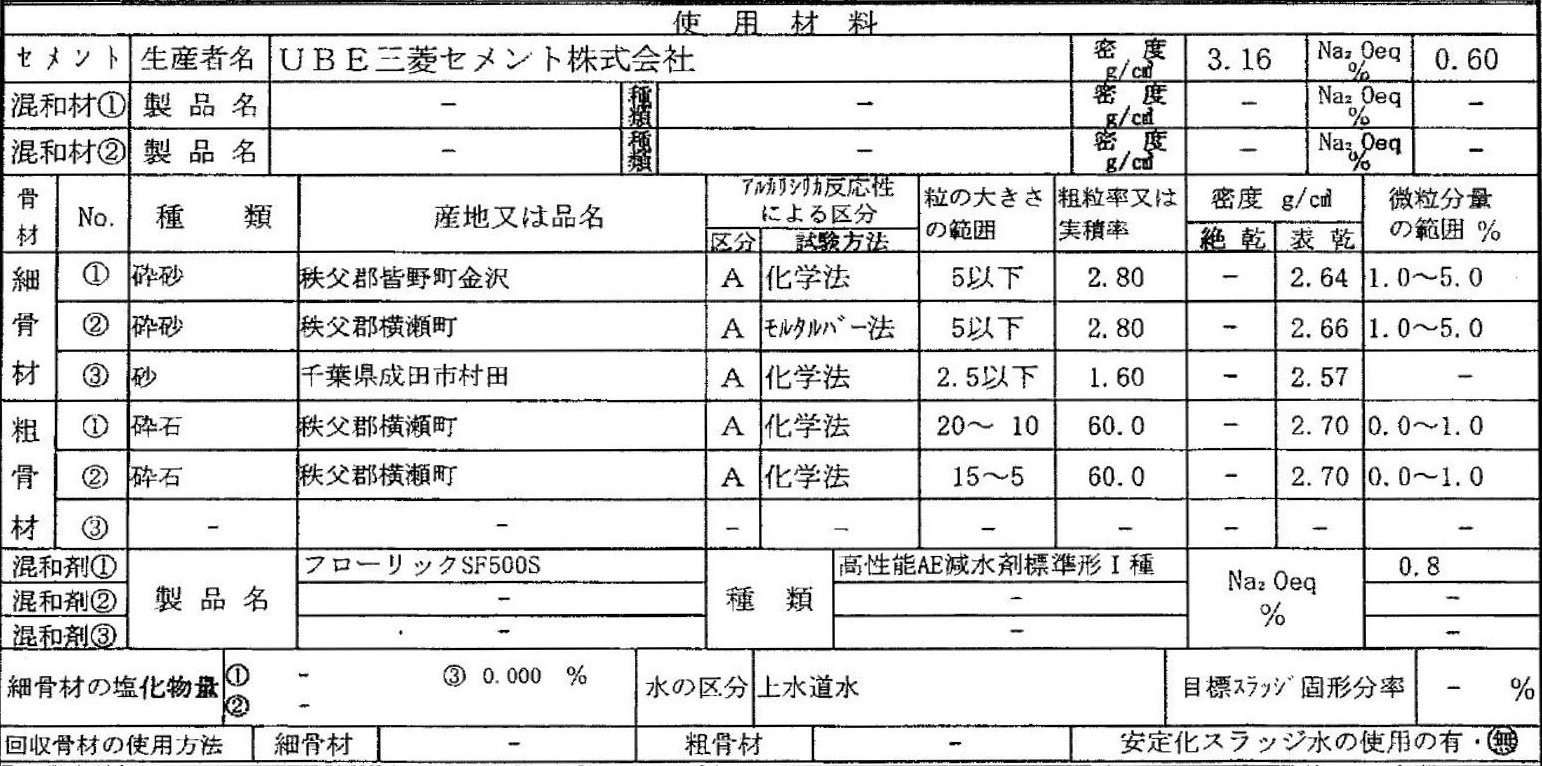 使用材料
セメント 生産者名 UBE三菱セメント株式会社 密度 g/cm³ 3.16 Na₂Oeq % 0.60
混和材① 製品名 - 種類 - 密度 g/cm³ - Na₂Oeq % -
混和材② 製品名 - 種類 - 密度 g/cm³ - Na₂Oeq % -
骨材 No. 種類 産地又は品名 ｱﾙｶﾘｼﾘｶ反応性による区分 粒の大きさの範囲 粗粒率又は実積率 密度 g/cm³ 微粒分量の範囲 %
区分 試験方法 絶乾 表乾
細骨材 ① 砕砂 秩父郡皆野町金沢 A 化学法 5以下 2.80 - 2.64 1.0～5.0
② 砕砂 秩父郡横瀬町 A ﾓﾙﾀﾙﾊﾞｰ法 5以下 2.80 - 2.66 1.0～5.0
③ 砂 千葉県成田市村田 A 化学法 2.5以下 1.60 - 2.57 -
粗骨材 ① 砕石 秩父郡横瀬町 A 化学法 20～ 10 60.0 - 2.70 0.0～1.0
② 砕石 秩父郡横瀬町 A 化学法 15～5 60.0 - 2.70 0.0～1.0
③ - - - - - - - - -
混和剤① 製品名 フローリックSF500S 種類 高性能AE減水剤標準形Ⅰ種 Na₂Oeq % 0.8
混和剤② - - -
混和剤③ - - -
細骨材の塩化物量 ① - ③ 0.000 % 水の区分 上水道水 目標ｽﾗｯｼﾞ固形分率 - %
② -
回収骨材の使用方法 細骨材 - 粗骨材 - 安定化スラッジ水の使用の有・無